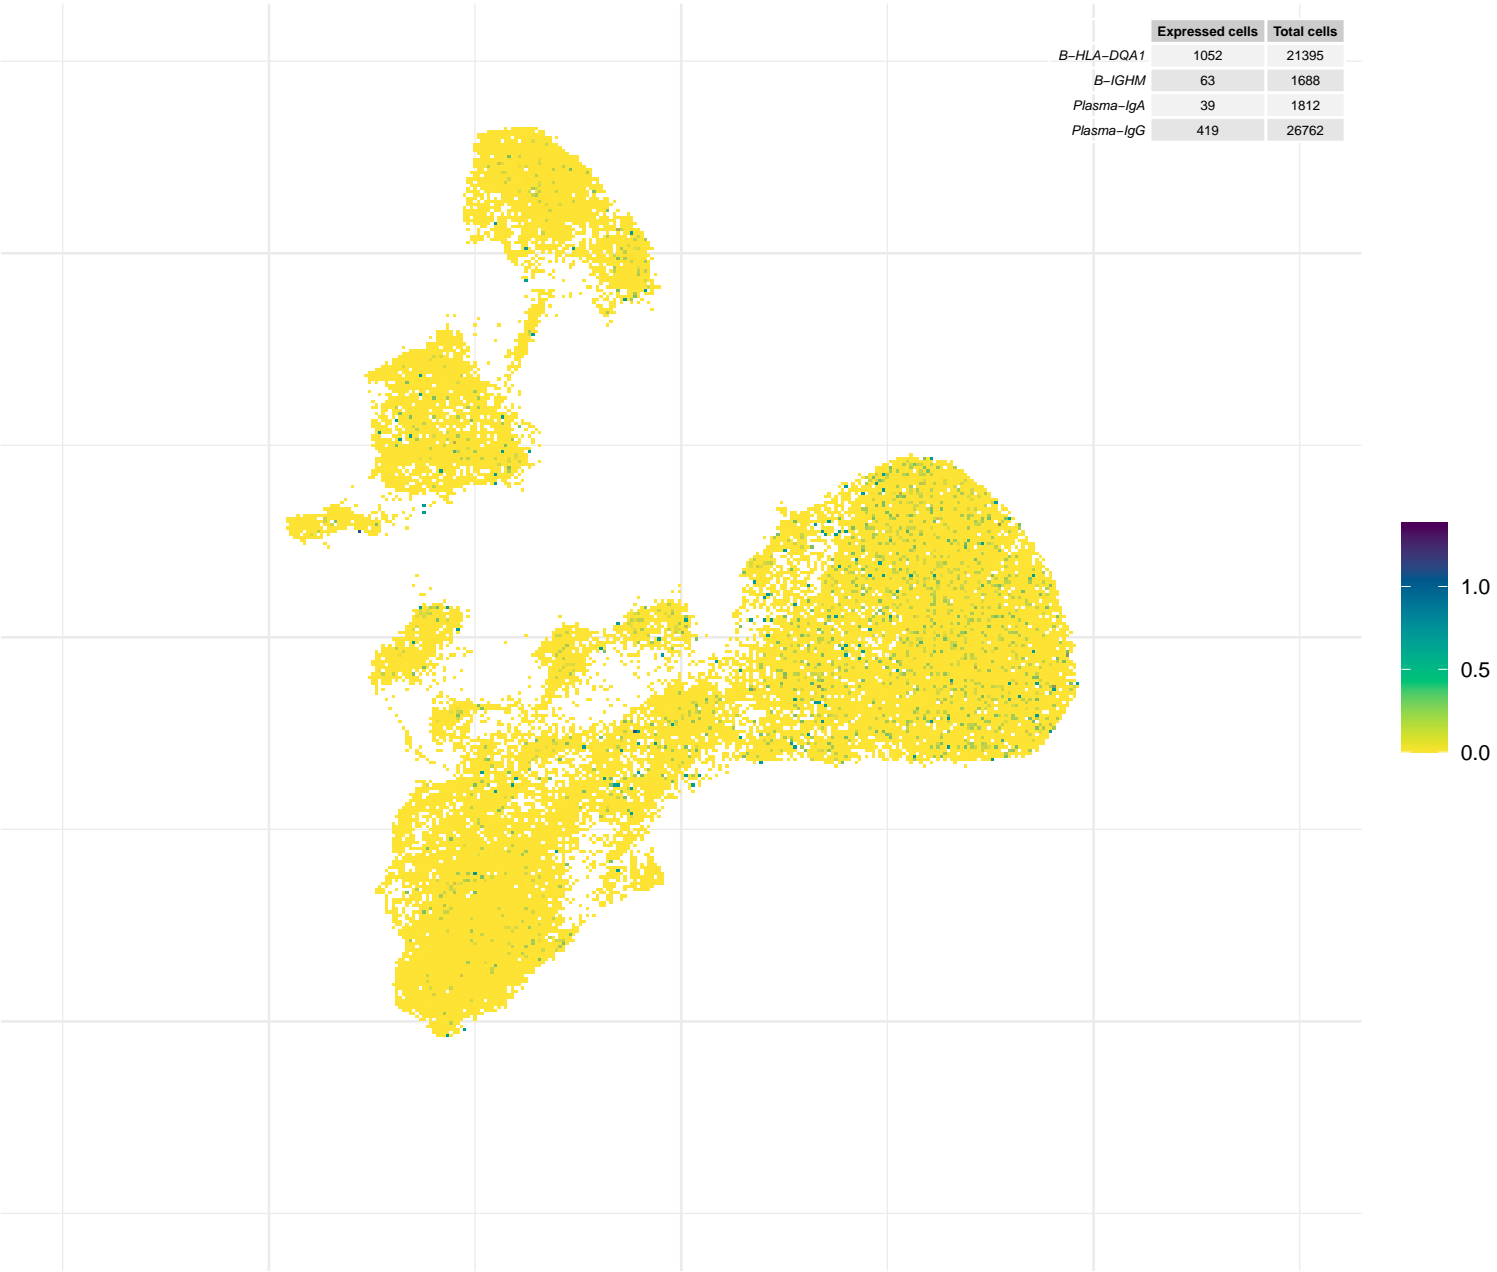 Expressed cells Total cells
B−HLA−DQA1 1052 21395
B−IGHM 63 1688
Plasma−IgA 39 1812
Plasma−IgG 419 26762
1.0
0.5
0.0